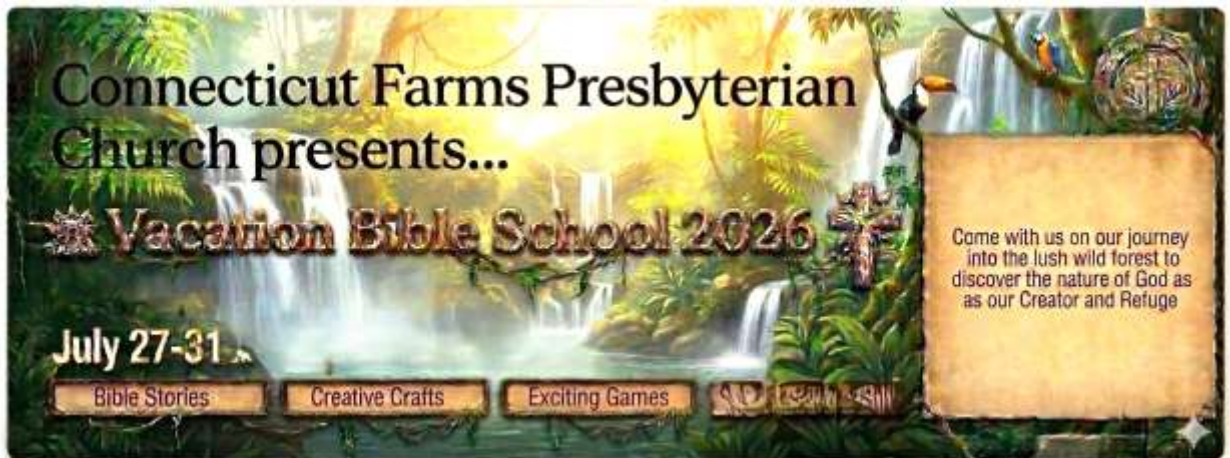 Connecticut Farms Presbyterian
Church presents...
Vacation Bible School 2026
July 27-31
Bible Stories
Creative Crafts
Exciting Games
Come with us on our journey
into the lush wild forest to
discover the nature of God as
as our Creator and Refuge